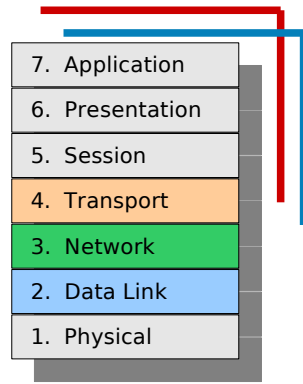 7. Application
6. Presentation
5. Session
4. Transport
3. Network
2. Data Link
1. Physical